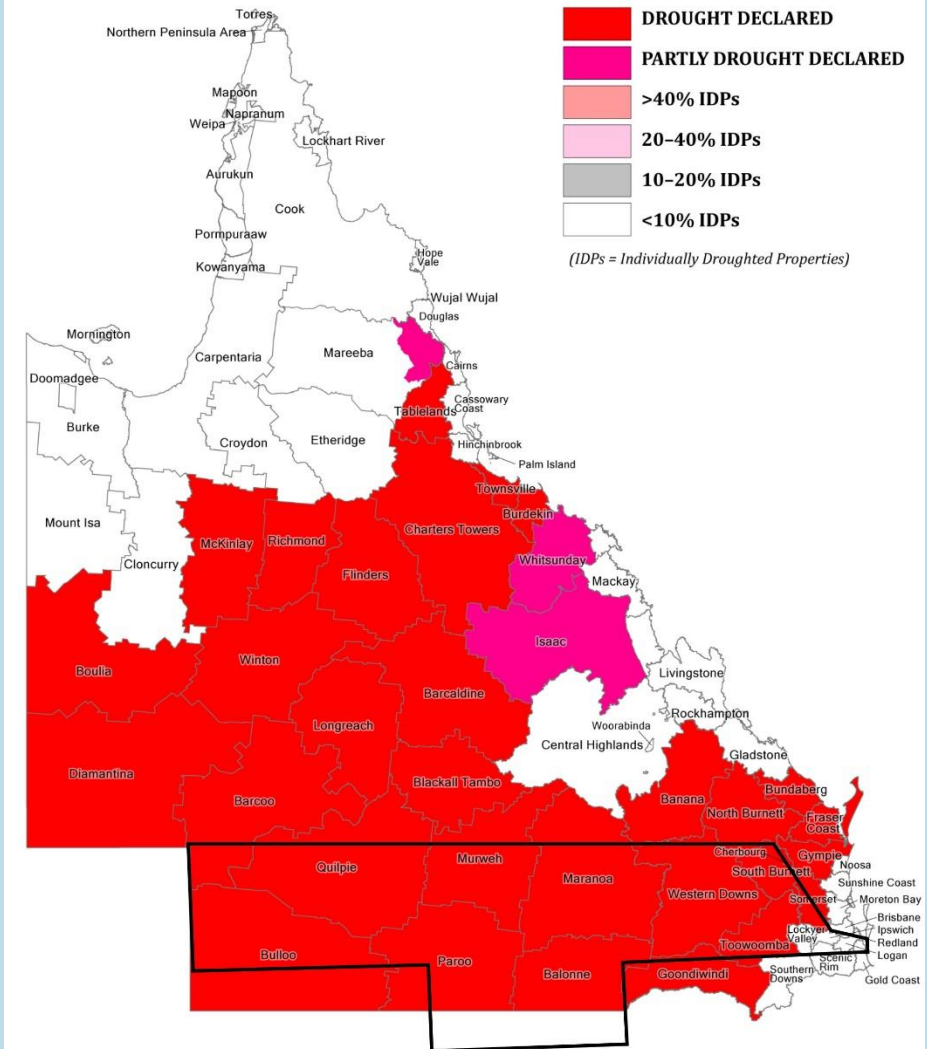 DROUGHT DECLARED
PARTLY DROUGHT DECLARED
>40% IDPs
20–40% IDPs
10–20% IDPs
<10% IDPs
(IDPs = Individually Droughted Properties)
Torres
Northern Peninsula Area
Mapoon
Napranum
Weipa
Lockhart River
Aurukun
Cook
Pormpuraaw
Kowanyama
Hope
Vale
Wujal Wujal
Douglas
Mornington
Carpentaria
Mareeba
Cairns
Doomadgee
Burke
Tablelands
Cassowary
Coast
Croydon
Etheridge
Hinchinbrook
Palm Island
Townsville
Mount Isa
Burdekin
McKinlay
Richmond
Charters Towers
Cloncurry
Flinders
Whitsunday
Mackay
Isaac
Boulia
Winton
Livingstone
Barcaldine
Longreach
Rockhampton
Woorabinda
Central Highlands
Gladstone
Diamantina
Blackall Tambo
Barcoo
Banana
Bundaberg
North Burnett
Fraser
Coast
Cherbourg
Gympie
Noosa
Quilpie
Murweh
Maranoa
South Burnett
Sunshine Coast
Western Downs
Somerset
Moreton Bay
Brisbane
Lockyer
Valley
Ipswich
Redland
Logan
Toowoomba
Bulloo
Paroo
Balonne
Goondiwindi
Southern
Downs
Scenic
Rim
Gold Coast